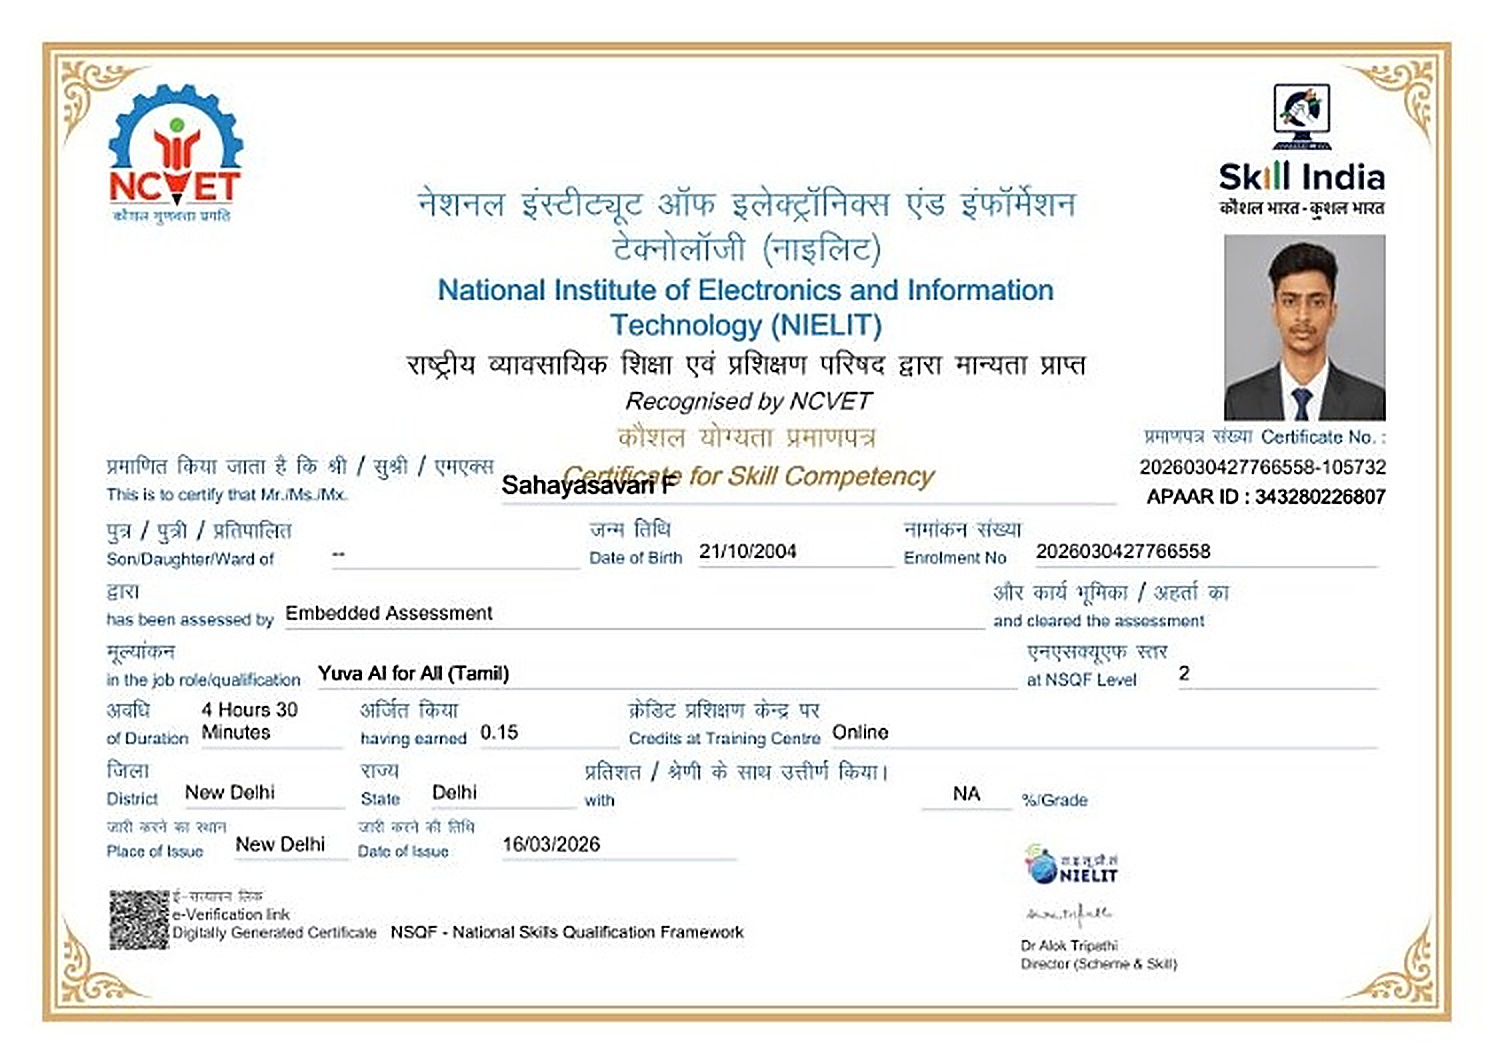 NCVET
कौशल गुणवत्ता प्रगति
Skill India
कौशल भारत - कुशल भारत
नेशनल इंस्टीट्यूट ऑफ इलेक्ट्रॉनिक्स एंड इंफॉर्मेशन
टेक्नोलॉजी (नाइलिट)
National Institute of Electronics and Information
Technology (NIELIT)
राष्ट्रीय व्यावसायिक शिक्षा एवं प्रशिक्षण परिषद द्वारा मान्यता प्राप्त
Recognised by NCVET
कौशल योग्यता प्रमाणपत्र
Certificate for Skill Competency
प्रमाणपत्र संख्या Certificate No. :
2026030427766558-105732
APAAR ID : 343280226807
प्रमाणित किया जाता है कि श्री / सुश्री / एमएक्स
This is to certify that Mr./Ms./Mx. Sahayasavari F
पुत्र / पुत्री / प्रतिपालित जन्म तिथि नामांकन संख्या
Son/Daughter/Ward of -- Date of Birth 21/10/2004 Enrolment No 2026030427766558
द्वारा और कार्य भूमिका / अहर्ता का
has been assessed by Embedded Assessment and cleared the assessment
मूल्यांकन एनएसक्यूएफ स्तर
in the job role/qualification Yuva AI for All (Tamil) at NSQF Level 2
अवधि 4 Hours 30 अर्जित किया क्रेडिट प्रशिक्षण केन्द्र पर
of Duration Minutes having earned 0.15 Credits at Training Centre Online
जिला राज्य प्रतिशत / श्रेणी के साथ उत्तीर्ण किया।
District New Delhi State Delhi with NA %/Grade
जारी करने का स्थान जारी करने की तिथि
Place of Issue New Delhi Date of Issue 16/03/2026
ई-सत्यापन लिंक
e-Verification link
Digitally Generated Certificate NSQF - National Skills Qualification Framework
NIELIT
Dr Alok Tripathi
Director (Scheme & Skill)